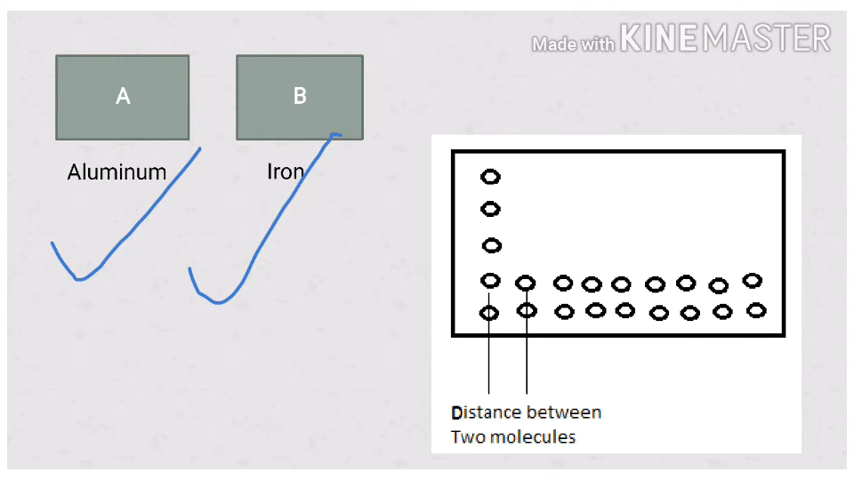 Made with KINEMASTER
A
B
Aluminum
Iron
Distance between
Two molecules